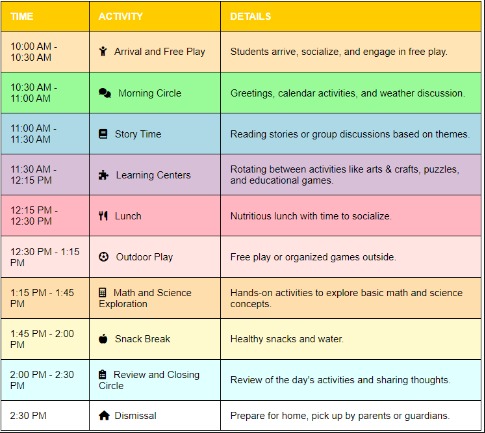 TIME ACTIVITY DETAILS
10:00 AM -
10:30 AM
Arrival and Free Play
Students arrive, socialize, and engage in free play.
10:30 AM -
11:00 AM
Morning Circle
Greetings, calendar activities, and weather discussion.
11:00 AM -
11:30 AM
Story Time
Reading stories or group discussions based on themes.
11:30 AM -
12:15 PM
Learning Centers
Rotating between activities like arts & crafts, puzzles,
and educational games.
12:15 PM -
12:30 PM
Lunch
Nutritious lunch with time to socialize.
12:30 PM - 1:15
PM
Outdoor Play
Free play or organized games outside.
1:15 PM - 1:45
PM
Math and Science
Exploration
Hands-on activities to explore basic math and science
concepts.
1:45 PM - 2:00
PM
Snack Break
Healthy snacks and water.
2:00 PM - 2:30
PM
Review and Closing
Circle
Review of the day's activities and sharing thoughts.
2:30 PM
Dismissal
Prepare for home, pick up by parents or guardians.